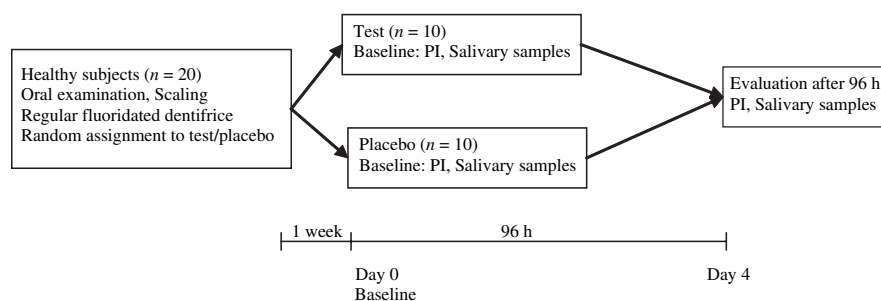 Healthy subjects (n = 20)
Oral examination, Scaling
Regular fluoridated dentifrice
Random assignment to test/placebo
Test (n = 10)
Baseline: PI, Salivary samples
Placebo (n = 10)
Baseline: PI, Salivary samples
Evaluation after 96 h
PI, Salivary samples
1 week
96 h
Day 0
Baseline
Day 4